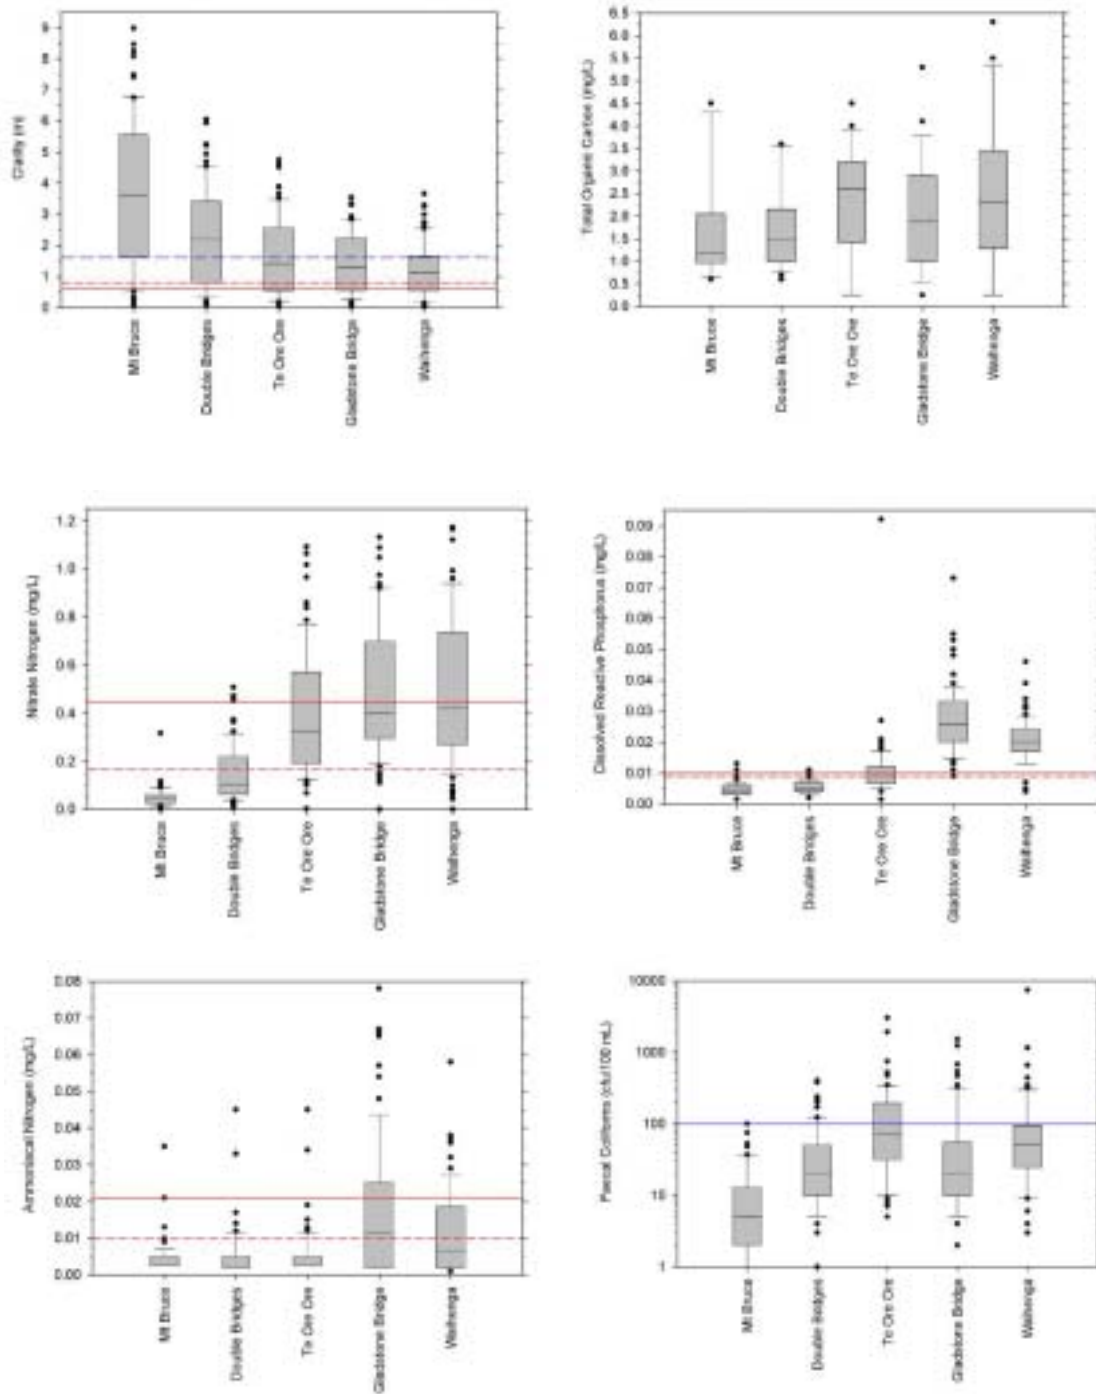 Clarity (m)
9
8
7
6
5
4
3
2
1
0
Mt Bruce
Double Bridges
Te Ore Ore
Gladstone Bridge
Waihenga
Total Organic Carbon (mg/L)
6.5
6.0
5.5
5.0
4.5
4.0
3.5
3.0
2.5
2.0
1.5
1.0
0.5
0.0
Mt Bruce
Double Bridges
Te Ore Ore
Gladstone Bridge
Waihenga
Nitrate Nitrogen (mg/L)
1.2
1.0
0.8
0.6
0.4
0.2
0.0
Mt Bruce
Double Bridges
Te Ore Ore
Gladstone Bridge
Waihenga
Dissolved Reactive Phosphorus (mg/L)
0.09
0.08
0.07
0.06
0.05
0.04
0.03
0.02
0.01
0.00
Mt Bruce
Double Bridges
Te Ore Ore
Gladstone Bridge
Waihenga
Ammoniacal Nitrogen (mg/L)
0.08
0.07
0.06
0.05
0.04
0.03
0.02
0.01
0.00
Mt Bruce
Double Bridges
Te Ore Ore
Gladstone Bridge
Waihenga
Faecal Coliforms (cfu/100 mL)
10000
1000
100
10
1
Mt Bruce
Double Bridges
Te Ore Ore
Gladstone Bridge
Waihenga